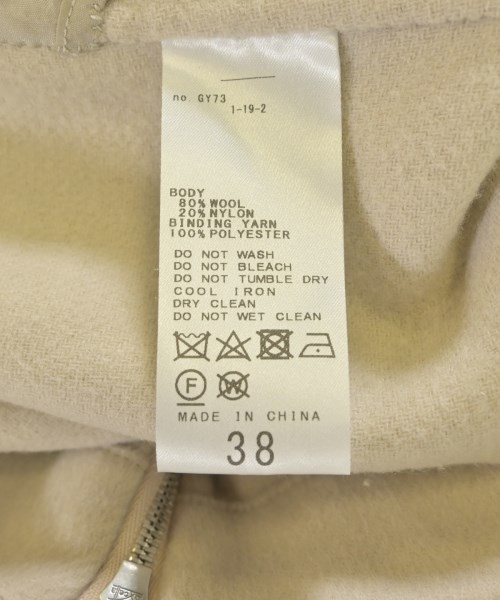 no. GY73
1-19-2
BODY
80%WOOL
20%NYLON
BINDING YARN
100%POLYESTER
DO NOT WASH
DO NOT BLEACH
DO NOT TUMBLE DRY
COOL IRON
DRY CLEAN
DO NOT WET CLEAN
F W
MADE IN CHINA
38